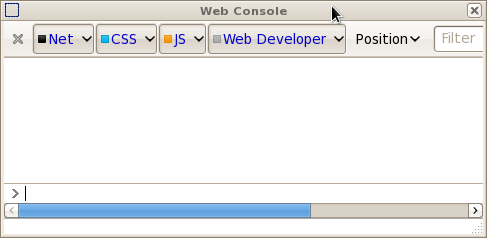 Web Console
Net CSS JS Web Developer Position Filter
>